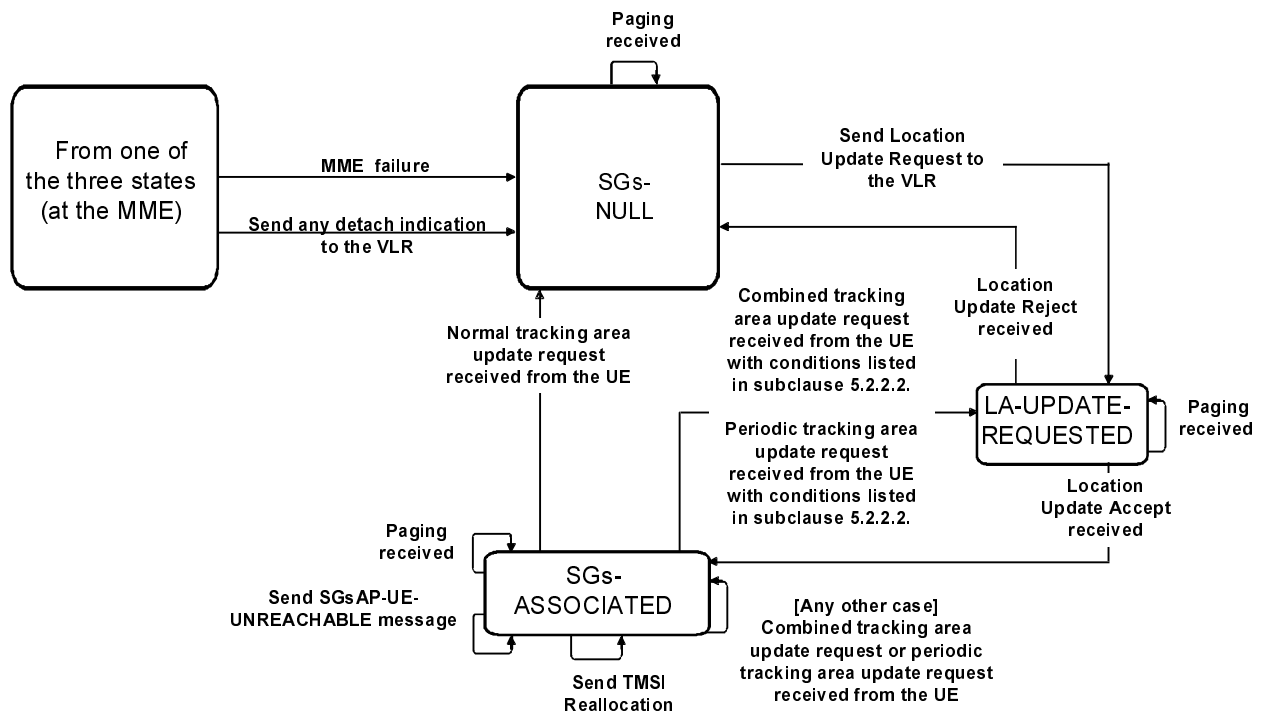 Paging
received
From one of
the three states
(at the MME)
MME failure
Send any detach indication
to the VLR
SGs-
NULL
Send Location
Update Request to
the VLR
Location
Update Reject
received
Normal tracking area
update request
received from the UE
Combined tracking
area update request
received from the UE
with conditions listed
in subclause 5.2.2.2.
Periodic tracking area
update request
received from the UE
with conditions listed
in subclause 5.2.2.2.
LA-UPDATE-
REQUESTED
Paging
received
Location
Update Accept
received
Paging
received
Send SGsAP-UE-
UNREACHABLE message
SGs-
ASSOCIATED
Send TMSI
Reallocation
[Any other case]
Combined tracking area
update request or periodic
tracking area update request
received from the UE